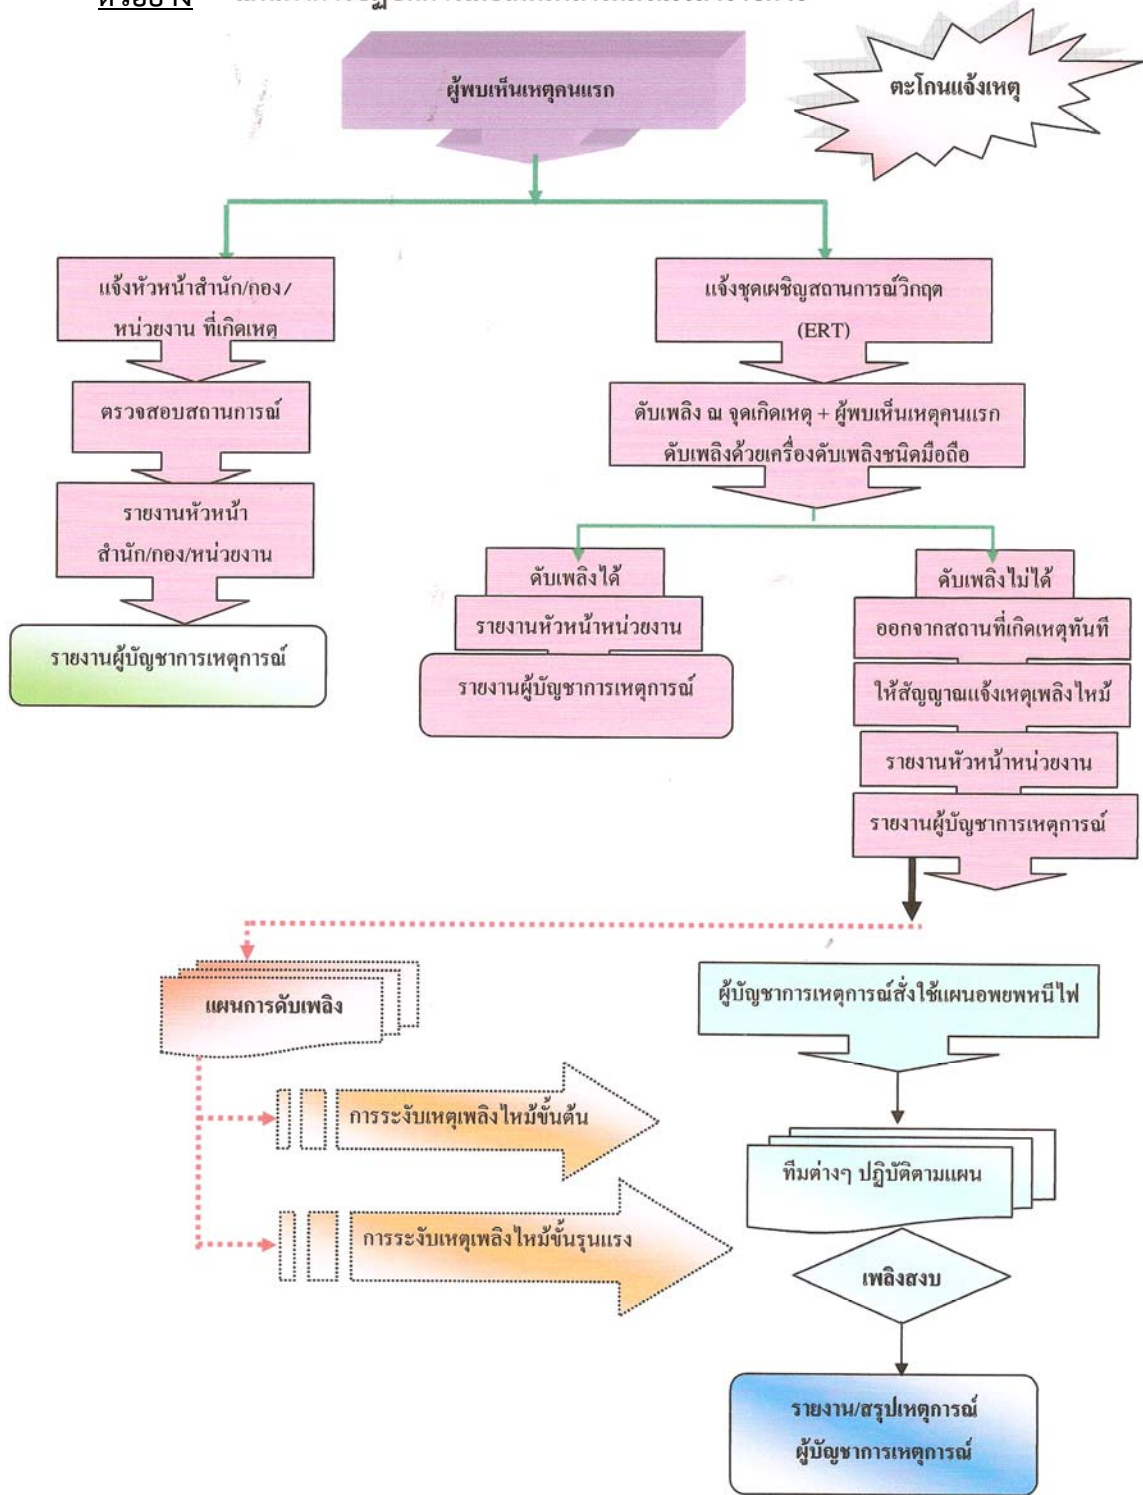 ตัวอย่าง
ผู้พบเห็นเหตุคนแรก
ตะโกนแจ้งเหตุ
แจ้งหัวหน้าสำนัก/กอง/
หน่วยงาน ที่เกิดเหตุ
แจ้งชุดเผชิญสถานการณ์วิกฤต
(ERT)
ตรวจสอบสถานการณ์
ดับเพลิง ณ จุดเกิดเหตุ + ผู้พบเห็นเหตุคนแรก
ดับเพลิงด้วยเครื่องดับเพลิงชนิดมือถือ
รายงานหัวหน้า
สำนัก/กอง/หน่วยงาน
รายงานผู้บัญชาการเหตุการณ์
ดับเพลิงได้
รายงานหัวหน้าหน่วยงาน
รายงานผู้บัญชาการเหตุการณ์
ดับเพลิงไม่ได้
ออกจากสถานที่เกิดเหตุทันที
ให้สัญญาณแจ้งเหตุเพลิงไหม้
รายงานหัวหน้าหน่วยงาน
รายงานผู้บัญชาการเหตุการณ์
แผนการดับเพลิง
การระงับเหตุเพลิงไหม้ขั้นต้น
การระงับเหตุเพลิงไหม้ขั้นรุนแรง
ผู้บัญชาการเหตุการณ์สั่งใช้แผนอพยพหนีไฟ
ทีมต่างๆ ปฏิบัติตามแผน
เพลิงสงบ
รายงาน/สรุปเหตุการณ์
ผู้บัญชาการเหตุการณ์